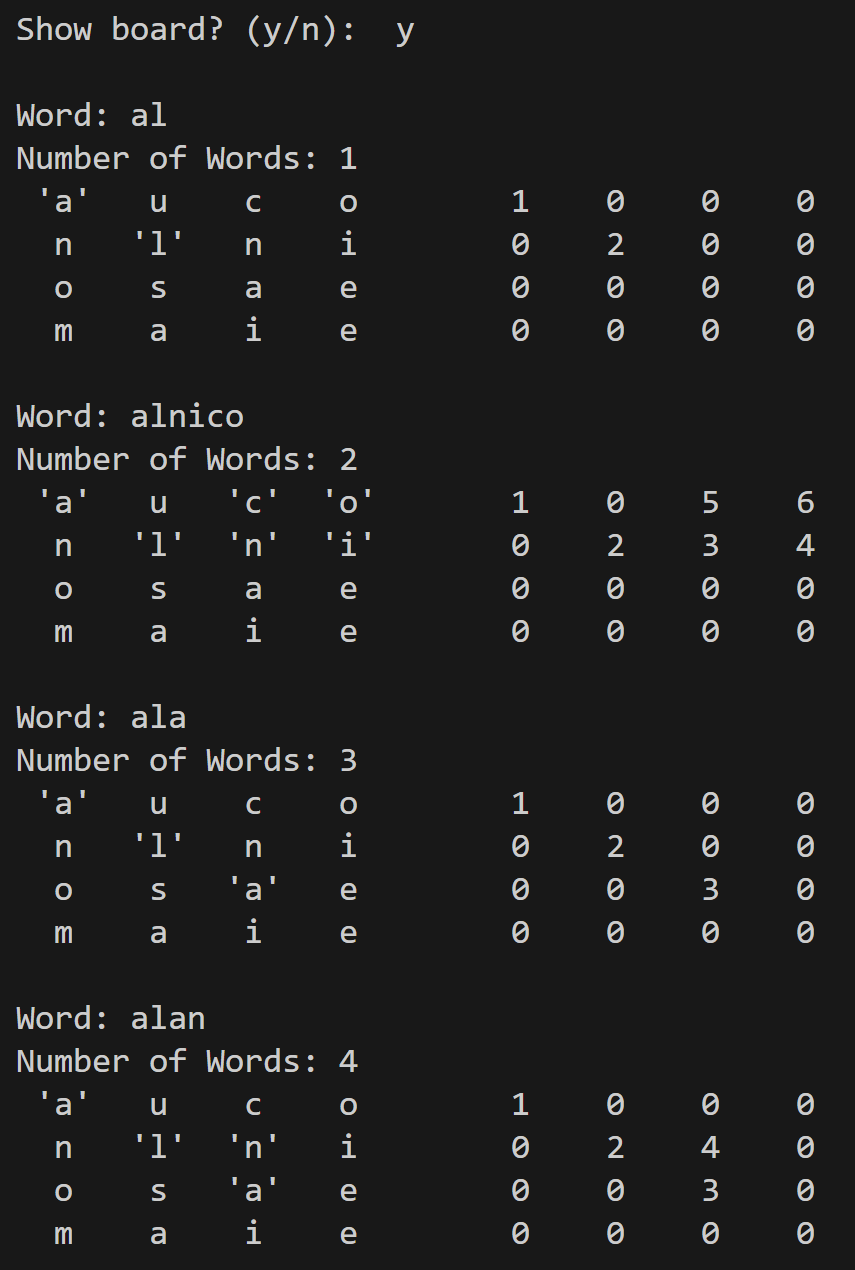 Show board? (y/n):  y

Word: al
Number of Words: 1
 'a'   u    c    o        1    0    0    0
  n   'l'   n    i        0    2    0    0
  o    s    a    e        0    0    0    0
  m    a    i    e        0    0    0    0

Word: alnico
Number of Words: 2
 'a'   u   'c'  'o'       1    0    5    6
  n   'l'  'n'  'i'       0    2    3    4
  o    s    a    e        0    0    0    0
  m    a    i    e        0    0    0    0

Word: ala
Number of Words: 3
 'a'   u    c    o        1    0    0    0
  n   'l'   n    i        0    2    0    0
  o    s   'a'   e        0    0    3    0
  m    a    i    e        0    0    0    0

Word: alan
Number of Words: 4
 'a'   u    c    o        1    0    0    0
  n   'l'  'n'   i        0    2    4    0
  o    s   'a'   e        0    0    3    0
  m    a    i    e        0    0    0    0